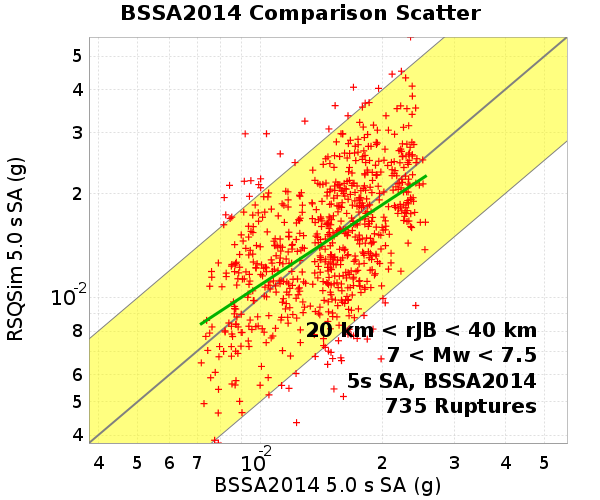 BSSA2014 Comparison Scatter
RSQSim 5.0 s SA (g)
5
4
3
2
10-2
8
6
5
4
20 km < rJB < 40 km
7 < Mw < 7.5
5s SA, BSSA2014
735 Ruptures
4 5 6 7 10-2 2 3 4 5
BSSA2014 5.0 s SA (g)